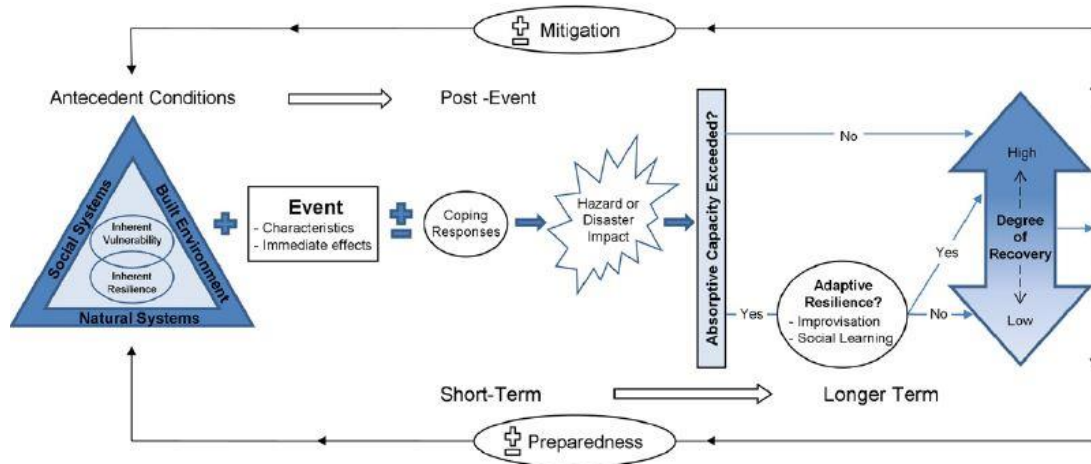 +
− Mitigation
Antecedent Conditions
Post -Event
Social Systems
Built Environment
Natural Systems
Inherent
Vulnerability
Inherent
Resilience
Event
- Characteristics
- Immediate effects
Coping
Responses
Hazard or
Disaster
Impact
Absorptive Capacity Exceeded?
No
Yes
Adaptive
Resilience?
- Improvisation
- Social Learning
Yes
No
High
Degree
of
Recovery
Low
Short-Term
Longer Term
+
− Preparedness